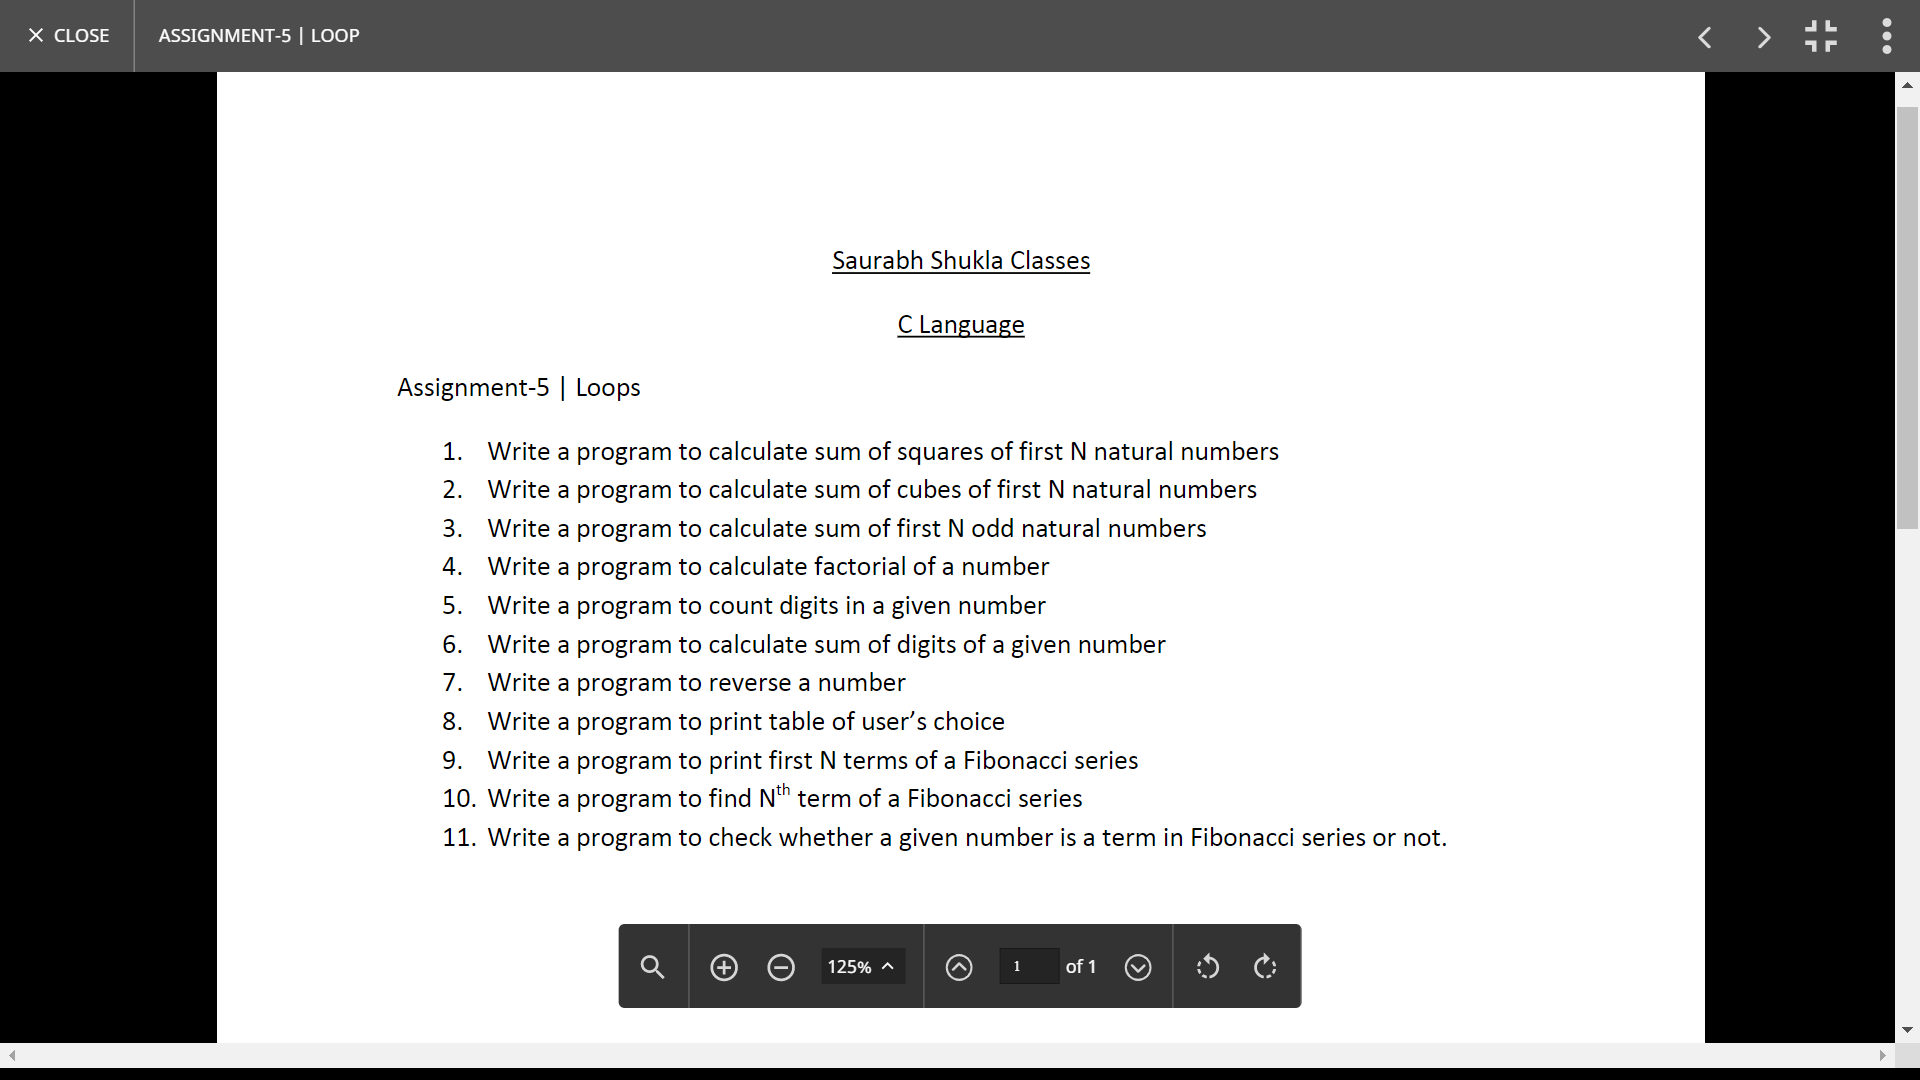 CLOSE
ASSIGNMENT-5 | LOOP
Saurabh Shukla Classes
C Language
Assignment-5 | Loops
1. Write a program to calculate sum of squares of first N natural numbers
2. Write a program to calculate sum of cubes of first N natural numbers
3. Write a program to calculate sum of first N odd natural numbers
4. Write a program to calculate factorial of a number
5. Write a program to count digits in a given number
6. Write a program to calculate sum of digits of a given number
7. Write a program to reverse a number
8. Write a program to print table of user’s choice
9. Write a program to print first N terms of a Fibonacci series
10. Write a program to find Nth term of a Fibonacci series
11. Write a program to check whether a given number is a term in Fibonacci series or not.
125% 1 of 1